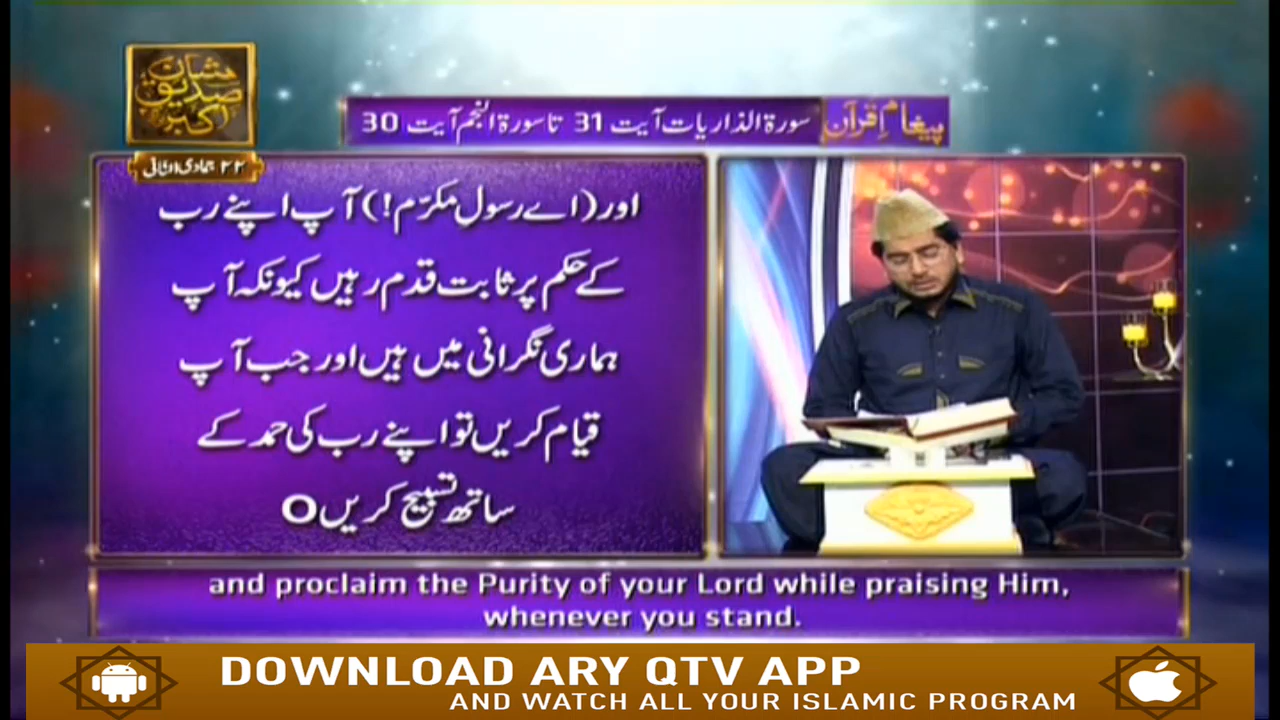 شان
صدیق
اکبر
۲۲ جمادی الثانی
پیغامِ قرآن
سورۃ الذاریات آیت 31 تا سورۃ النجم آیت 30
اور (اے رسولِ مکرّم!) آپ اپنے رب
کے حکم پر ثابت قدم رہیں کیونکہ آپ
ہماری نگرانی میں ہیں اور جب آپ
قیام کریں تو اپنے رب کی حمد کے
ساتھ تسبیح کریں O
and proclaim the Purity of your Lord while praising Him,
whenever you stand.
DOWNLOAD ARY QTV APP
AND WATCH ALL YOUR ISLAMIC PROGRAM